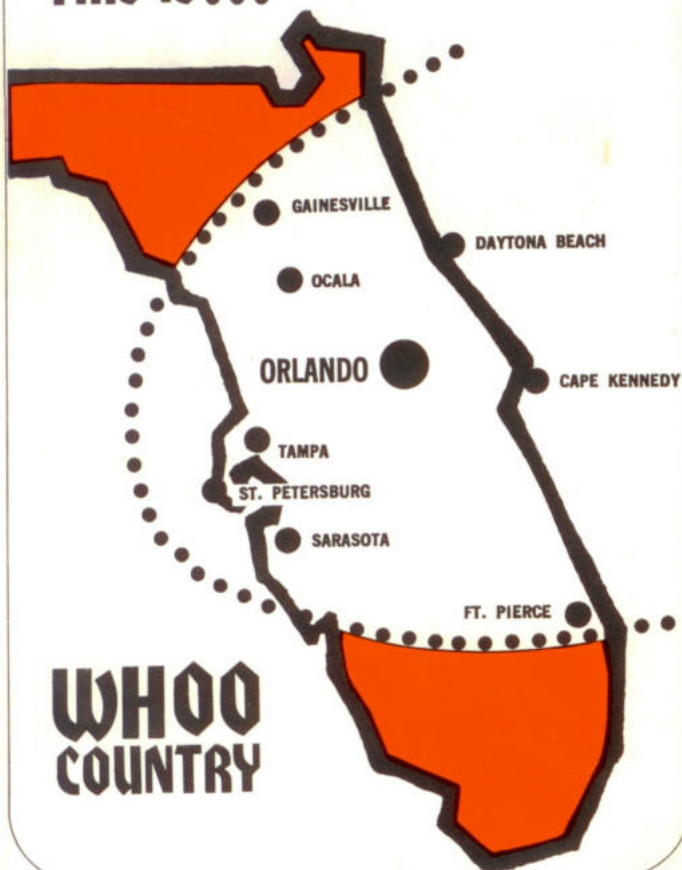 GAINESVILLE
DAYTONA BEACH
OCALA
ORLANDO
CAPE KENNEDY
TAMPA
ST. PETERSBURG
SARASOTA
FT. PIERCE
WHOO
COUNTRY